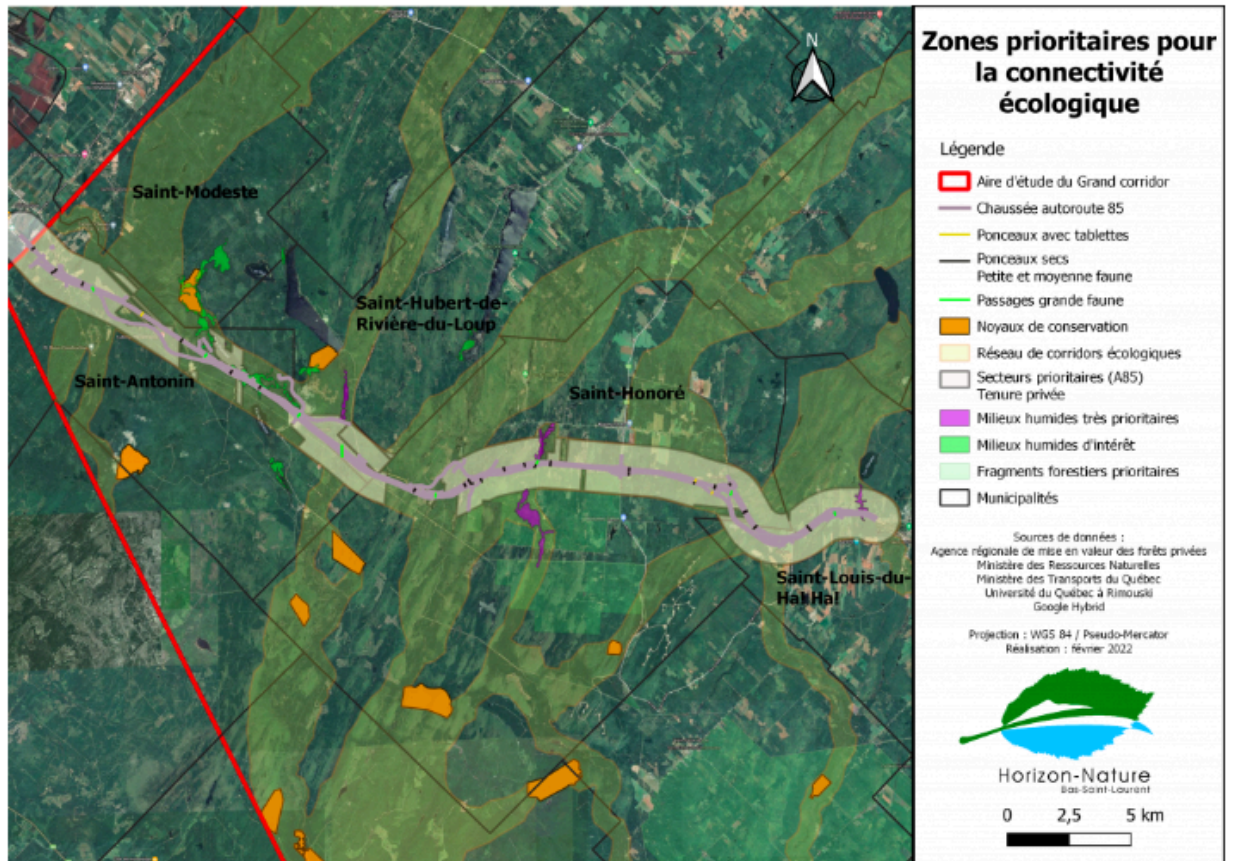 Saint-Modeste
Saint-Hubert-de-
Rivière-du-Loup
Saint-Antonin
Saint-Honoré
Saint-Louis-du-
Ha! Ha!
N
Zones prioritaires pour
la connectivité
écologique
Légende
Aire d'étude du Grand corridor
Chaussée autoroute 85
Ponceaux avec tablettes
Ponceaux secs
Petite et moyenne faune
Passages grande faune
Noyaux de conservation
Réseau de corridors écologiques
Secteurs prioritaires (A85)
Tenure privée
Milieux humides très prioritaires
Milieux humides d'intérêt
Fragments forestiers prioritaires
Municipalités
Sources de données :
Agence régionale de mise en valeur des forêts privées
Ministère des Ressources Naturelles
Ministère des Transports du Québec
Université du Québec à Rimouski
Google Hybrid
Projection : WGS 84 / Pseudo-Mercator
Réalisation : février 2022
Horizon-Nature
Bas-Saint-Laurent
0 2,5 5 km